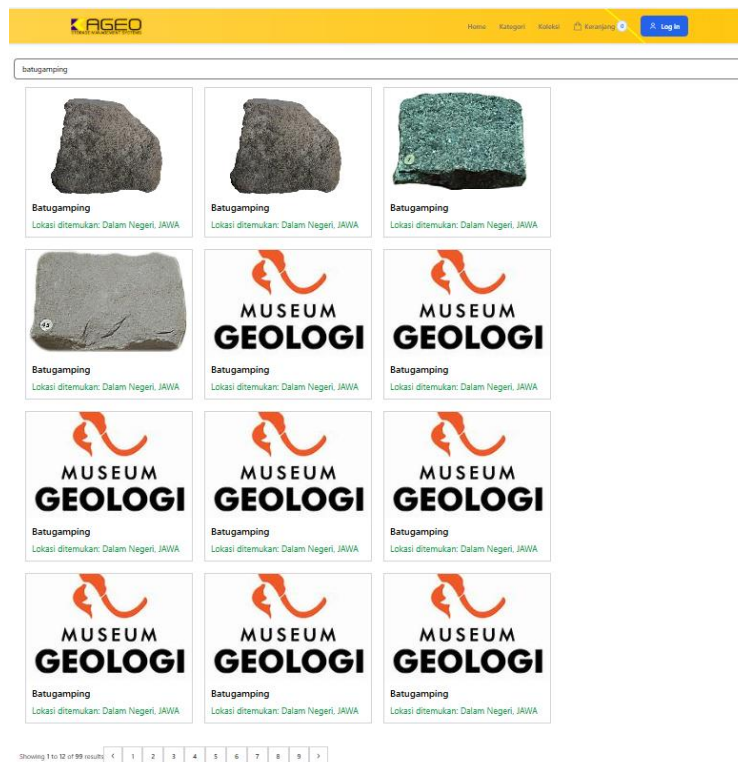 KAGEO
STORAGE MANAGEMENT SYSTEMS
Home Kategori Koleksi Keranjang 0 Log in
batugamping
Batugamping Batugamping Batugamping
Lokasi ditemukan: Dalam Negeri, JAWA Lokasi ditemukan: Dalam Negeri, JAWA Lokasi ditemukan: Dalam Negeri, JAWA
45
MUSEUM MUSEUM
GEOLOGI GEOLOGI
Batugamping Batugamping Batugamping
Lokasi ditemukan: Dalam Negeri, JAWA Lokasi ditemukan: Dalam Negeri, JAWA Lokasi ditemukan: Dalam Negeri, JAWA
MUSEUM MUSEUM MUSEUM
GEOLOGI GEOLOGI GEOLOGI
Batugamping Batugamping Batugamping
Lokasi ditemukan: Dalam Negeri, JAWA Lokasi ditemukan: Dalam Negeri, JAWA Lokasi ditemukan: Dalam Negeri, JAWA
MUSEUM MUSEUM MUSEUM
GEOLOGI GEOLOGI GEOLOGI
Batugamping Batugamping Batugamping
Lokasi ditemukan: Dalam Negeri, JAWA Lokasi ditemukan: Dalam Negeri, JAWA Lokasi ditemukan: Dalam Negeri, JAWA
Showing 1 to 12 of 99 results < 1 2 3 4 5 6 7 8 9 >